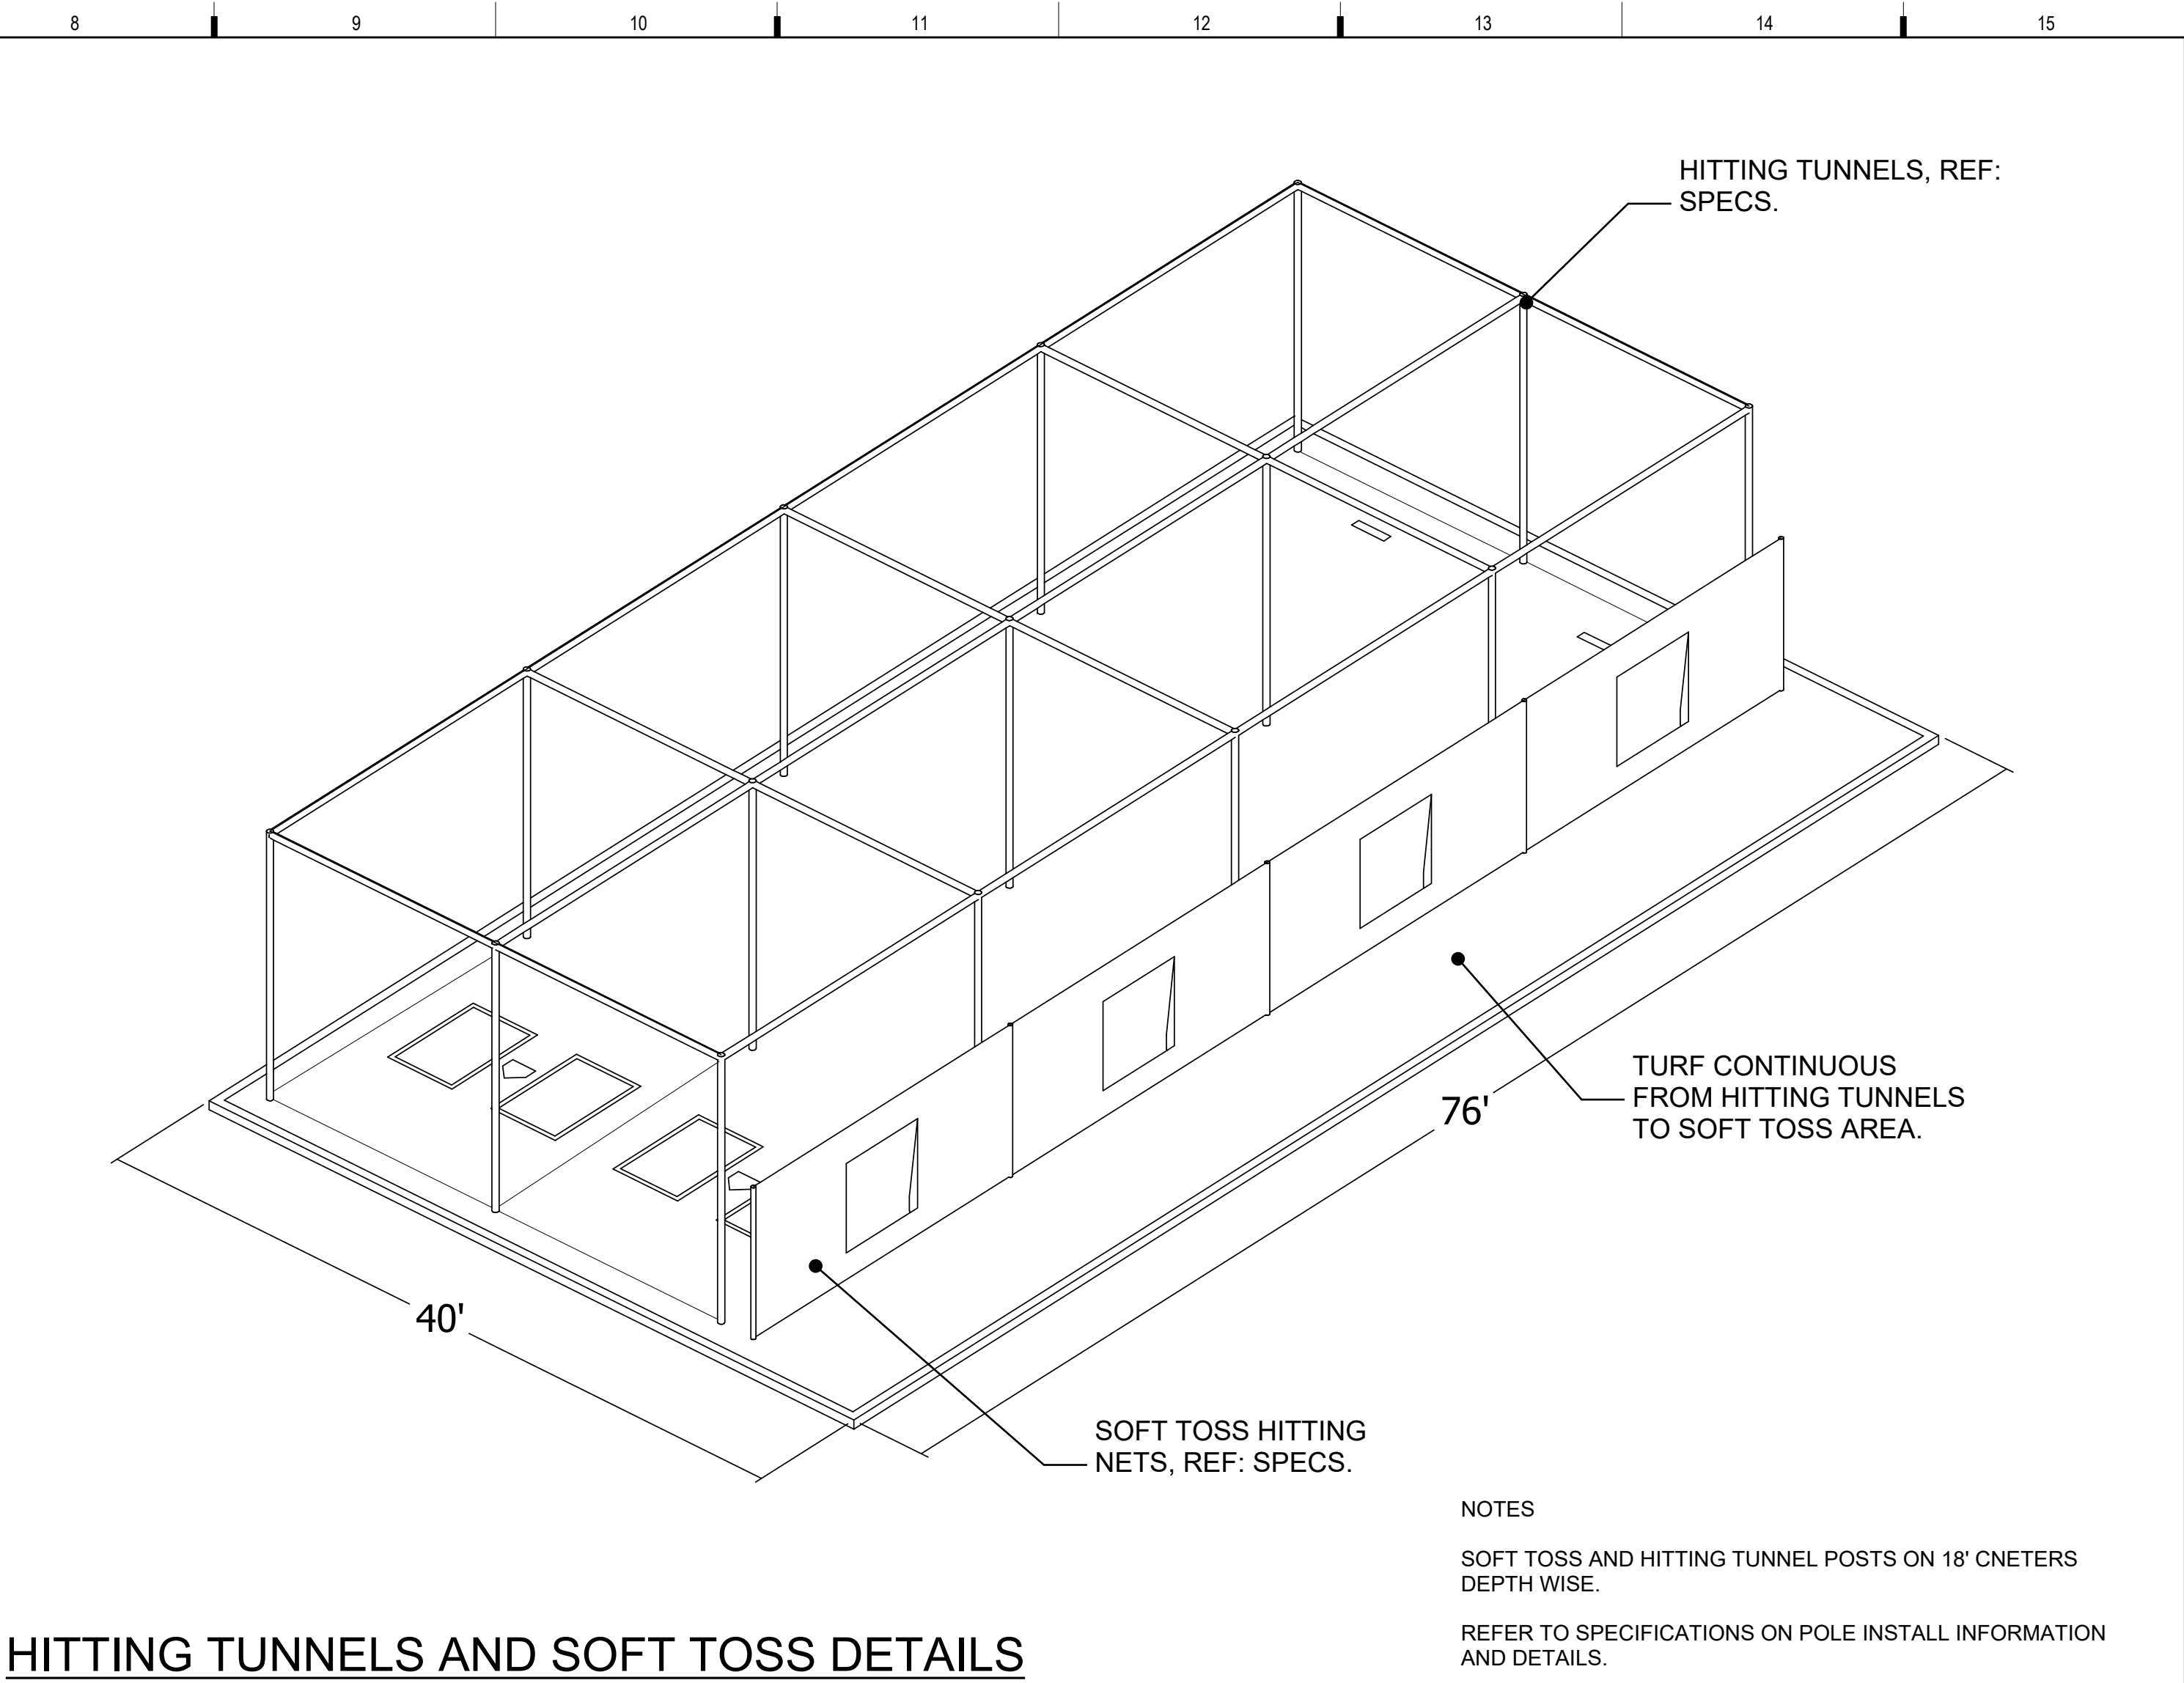 8 9 10 11 12 13 14 15
HITTING TUNNELS, REF:
SPECS.
TURF CONTINUOUS
FROM HITTING TUNNELS
TO SOFT TOSS AREA.
76'
40'
SOFT TOSS HITTING
NETS, REF: SPECS.
NOTES
SOFT TOSS AND HITTING TUNNEL POSTS ON 18' CNETERS
DEPTH WISE.
REFER TO SPECIFICATIONS ON POLE INSTALL INFORMATION
AND DETAILS.
HITTING TUNNELS AND SOFT TOSS DETAILS